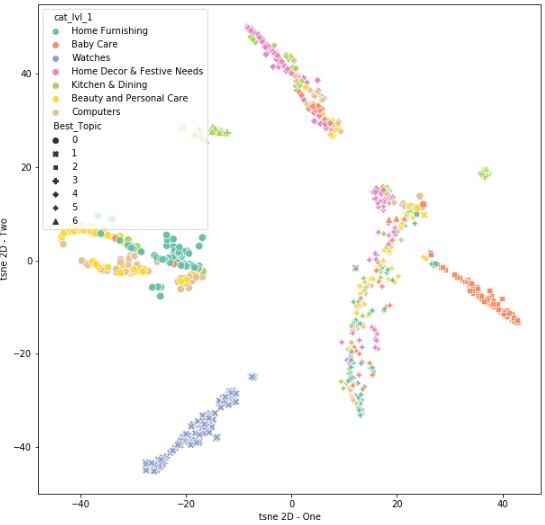 cat_lvl_1
Home Furnishing
Baby Care
Watches
Home Decor & Festive Needs
Kitchen & Dining
Beauty and Personal Care
Computers
Best_Topic
0
1
2
3
4
5
6
40
20
0
−20
−40
tsne 2D - Two
−40
−20
0
20
40
tsne 2D - One